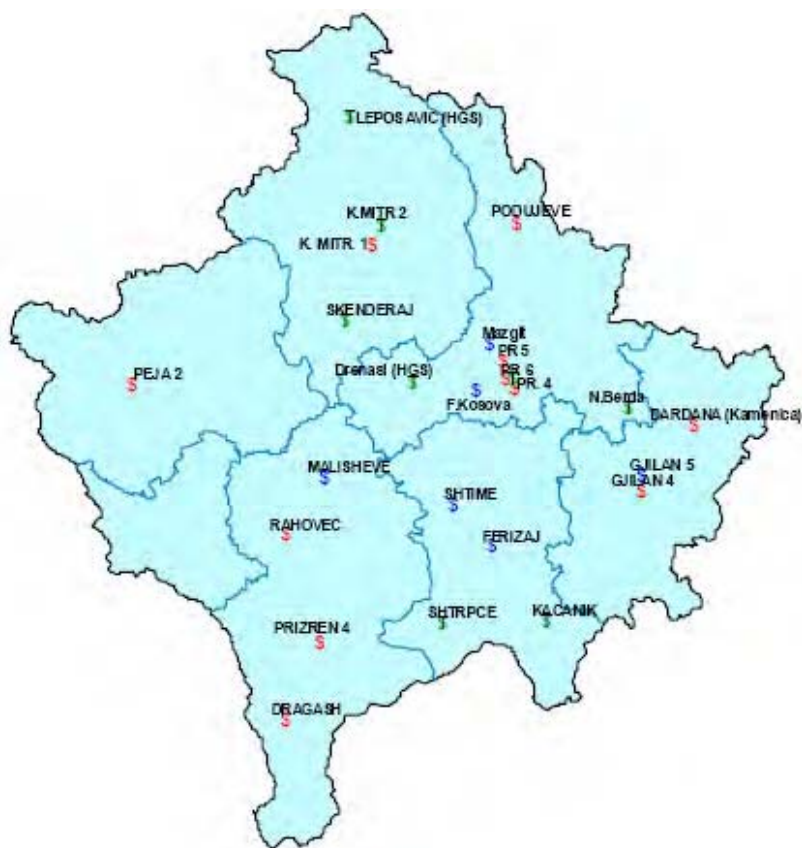 LEPOSAVIC (HGS)
K.MITR 2
PODUJEVE
K. MITR. 1
SKENDERAJ
Mazgit
PR 5
PEJA 2
Drenasi (HGS)
PR 6
PR. 4
F.Kosova
N.Berda
DARDANA (Kamenica)
MALISHEVE
GJILAN 5
GJILAN 4
SHTIME
RAHOVEC
FERIZAJ
SHTRPCE
KACANIK
PRIZREN 4
DRAGASH